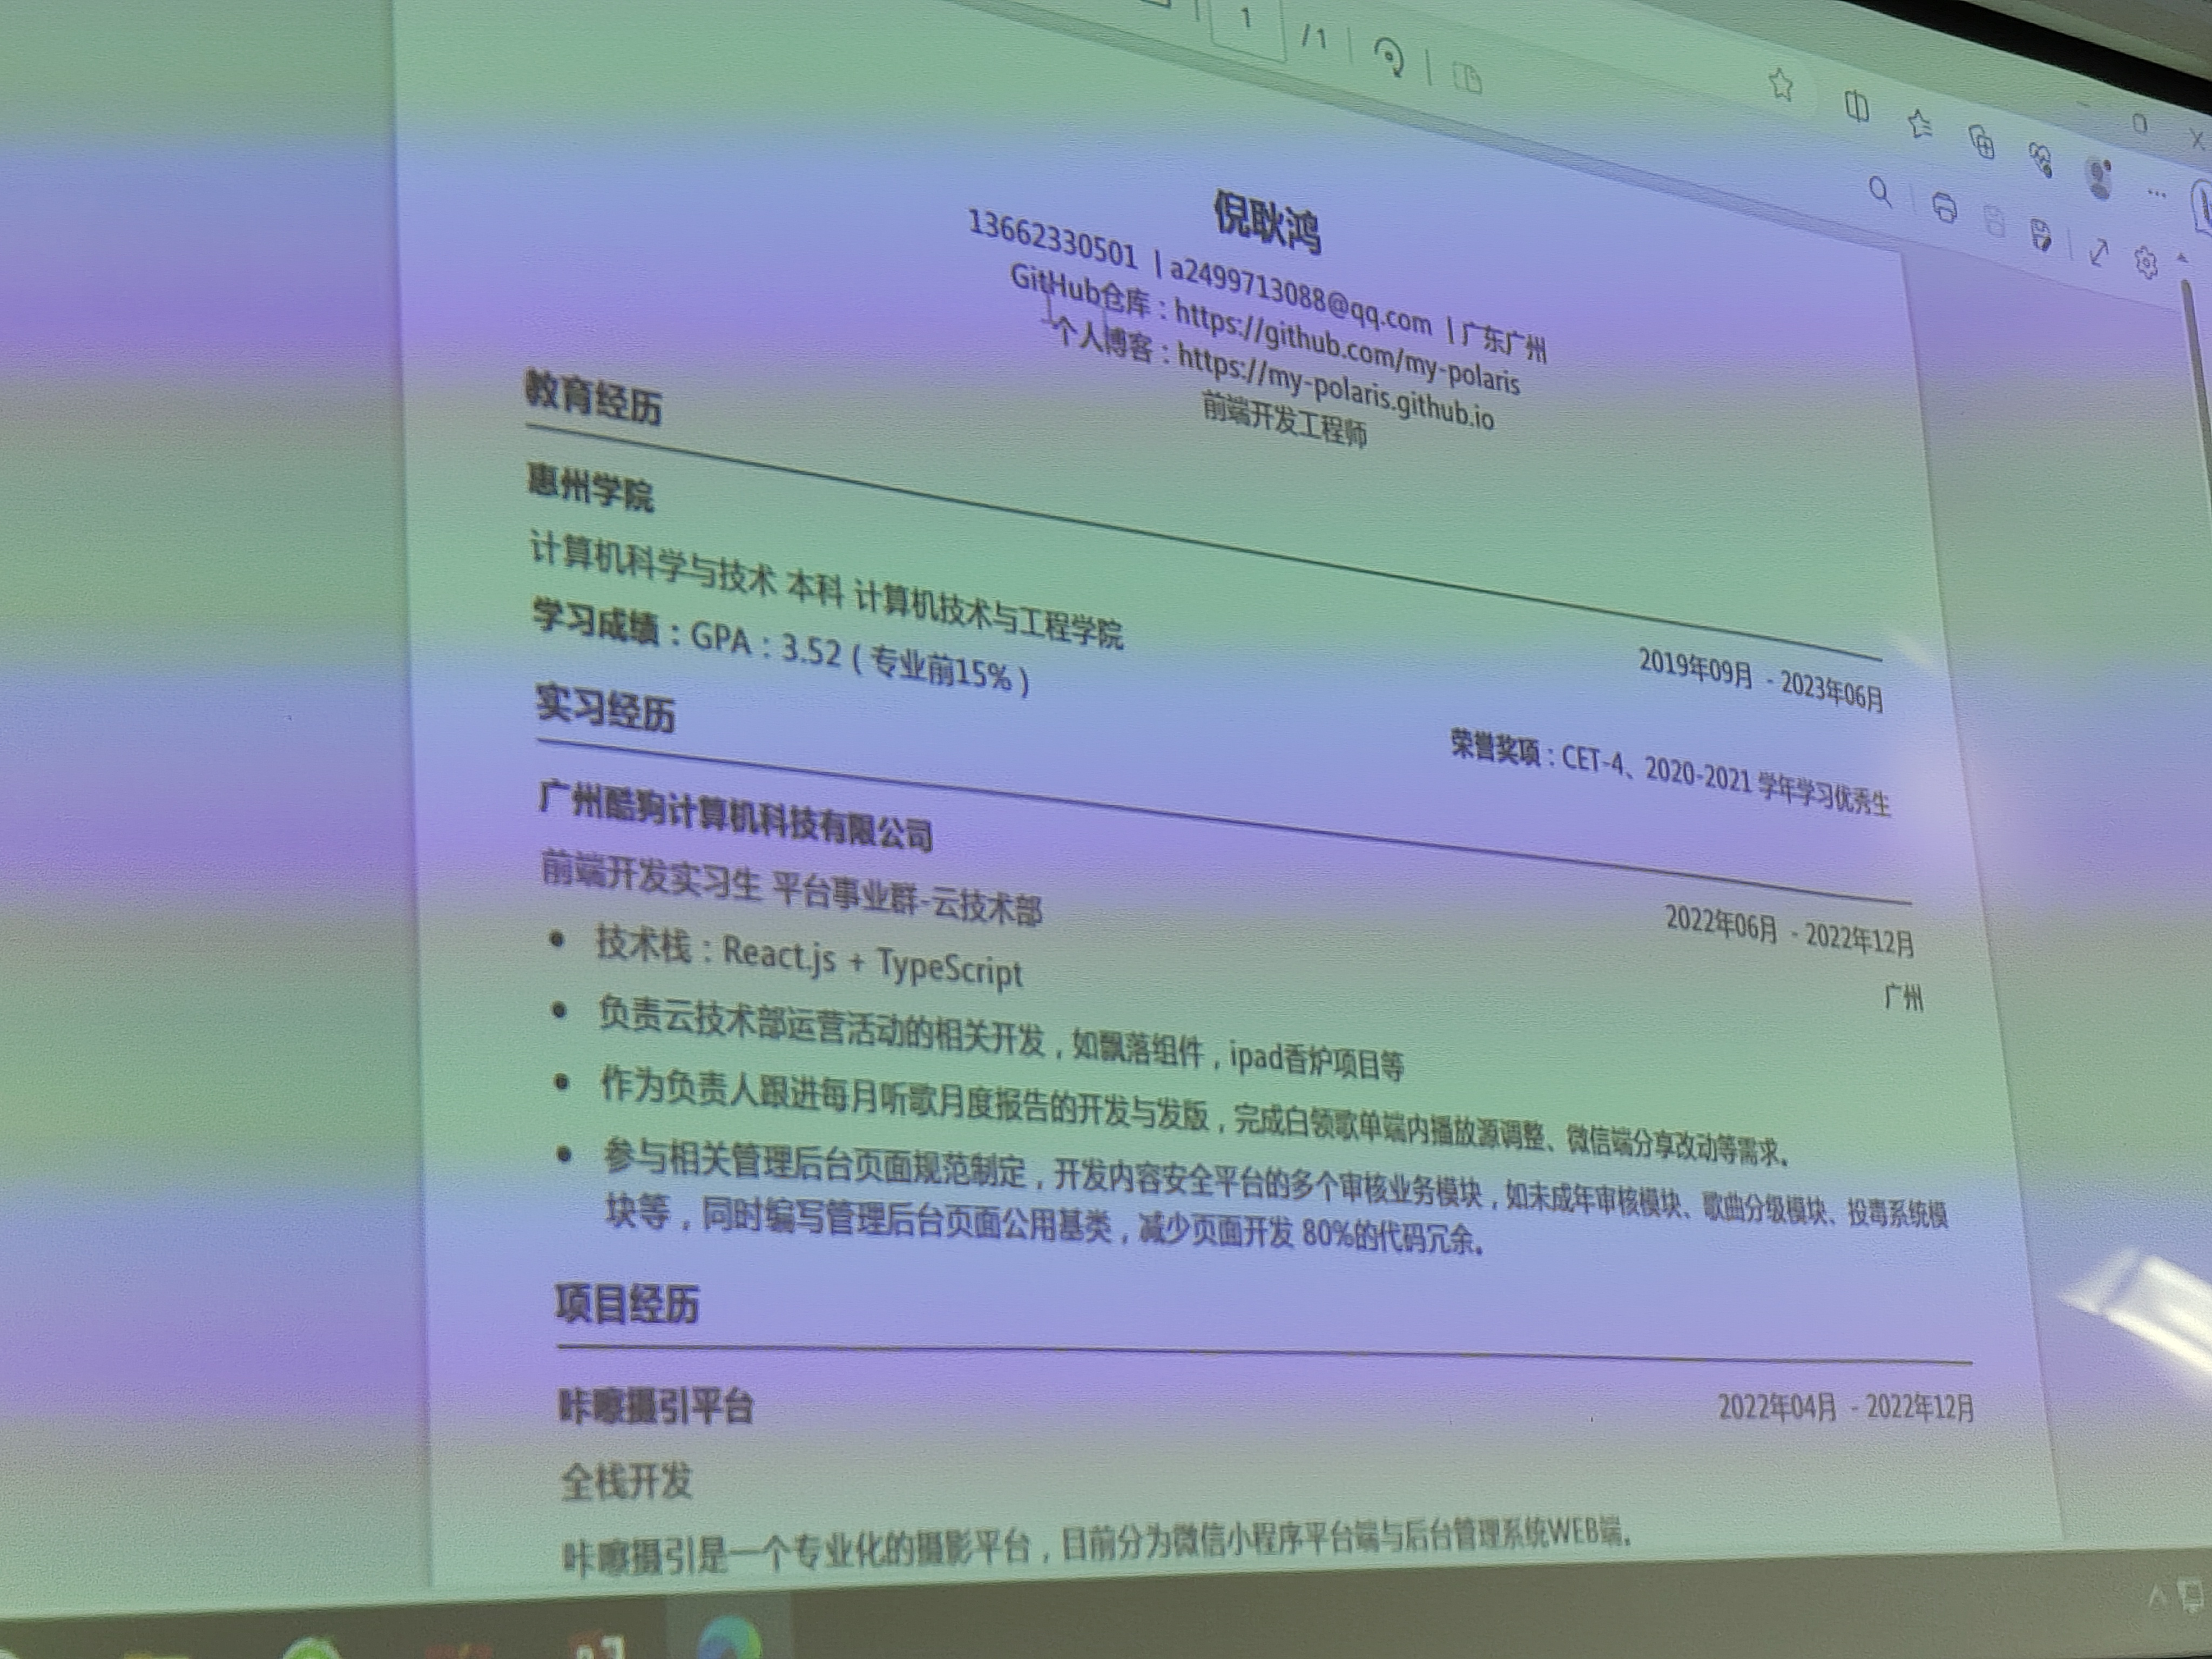 1 /1
倪耿鸿
13662330501 | a2499713088@qq.com | 广东广州
GitHub仓库：https://github.com/my-polaris
个人博客：https://my-polaris.github.io
前端开发工程师
教育经历
惠州学院
2019年09月 - 2023年06月
计算机科学与技术 本科 计算机技术与工程学院
学习成绩：GPA：3.52（专业前15%）
荣誉奖项：CET-4、2020-2021 学年学习优秀生
实习经历
广州酷狗计算机科技有限公司
2022年06月 - 2022年12月
前端开发实习生 平台事业群-云技术部
广州
• 技术栈：React.js + TypeScript
• 负责云技术部运营活动的相关开发，如飘落组件，ipad香炉项目等
• 作为负责人跟进每月听歌月度报告的开发与发版，完成白领歌单端内播放源调整、微信端分享改动等需求。
• 参与相关管理后台页面规范制定，开发内容安全平台的多个审核业务模块，如未成年审核模块、歌曲分级模块、投毒系统模
块等，同时编写管理后台页面公用基类，减少页面开发 80%的代码冗余。
项目经历
咔嚓摄引平台
2022年04月 - 2022年12月
全栈开发
咔嚓摄引是一个专业化的摄影平台，目前分为微信小程序平台端与后台管理系统WEB端。